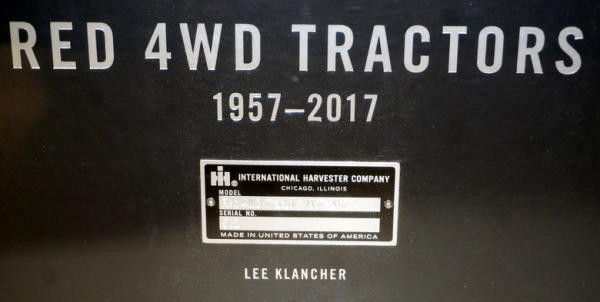 RED 4WD TRACTORS
1957–2017
IH® INTERNATIONAL HARVESTER COMPANY
CHICAGO, ILLINOIS
MODEL
SERIAL NO.
MADE IN UNITED STATES OF AMERICA
LEE KLANCHER